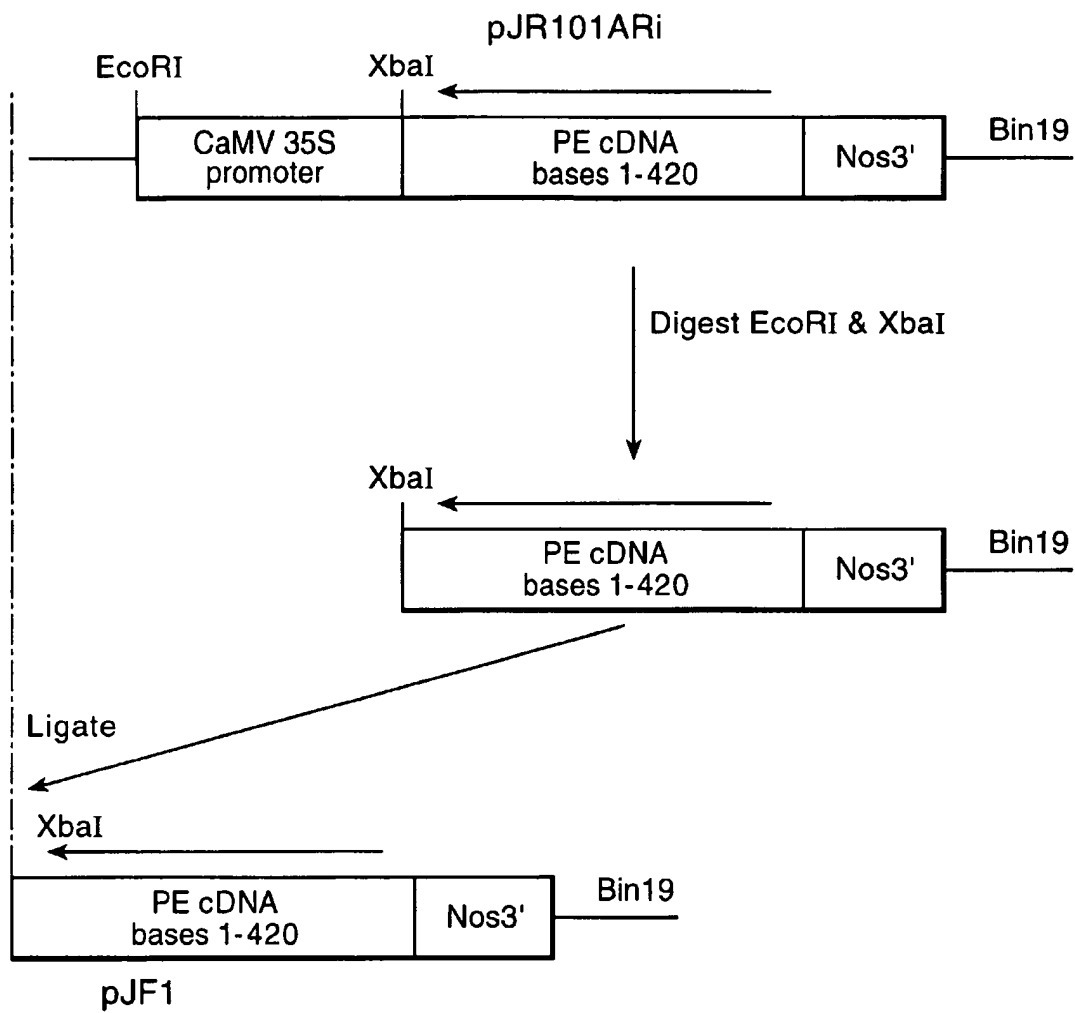 pJR101ARi
EcoRI
XbaI
CaMV 35S
promoter
PE cDNA
bases 1-420
Nos3'
Bin19
Digest EcoRI & XbaI
XbaI
PE cDNA
bases 1-420
Nos3'
Bin19
Ligate
XbaI
PE cDNA
bases 1-420
Nos3'
Bin19
pJF1